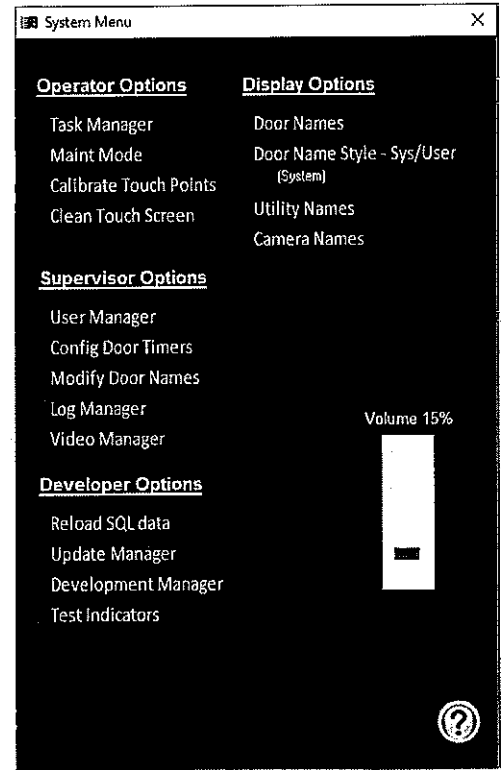 System Menu
Operator Options
Task Manager
Maint Mode
Calibrate Touch Points
Clean Touch Screen
Display Options
Door Names
Door Name Style - Sys/User
(System)
Utility Names
Camera Names
Supervisor Options
User Manager
Config Door Timers
Modify Door Names
Log Manager
Video Manager
Volume 15%
Developer Options
Reload SQL data
Update Manager
Development Manager
Test Indicators
?